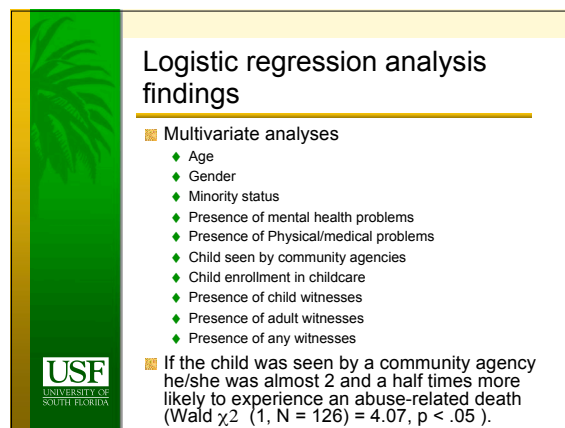 Logistic regression analysis
findings
Multivariate analyses
Age
Gender
Minority status
Presence of mental health problems
Presence of Physical/medical problems
Child seen by community agencies
Child enrollment in childcare
Presence of child witnesses
Presence of adult witnesses
Presence of any witnesses
If the child was seen by a community agency
he/she was almost 2 and a half times more
likely to experience an abuse-related death
(Wald χ2 (1, N = 126) = 4.07, p < .05 ).
USF
UNIVERSITY OF
SOUTH FLORIDA